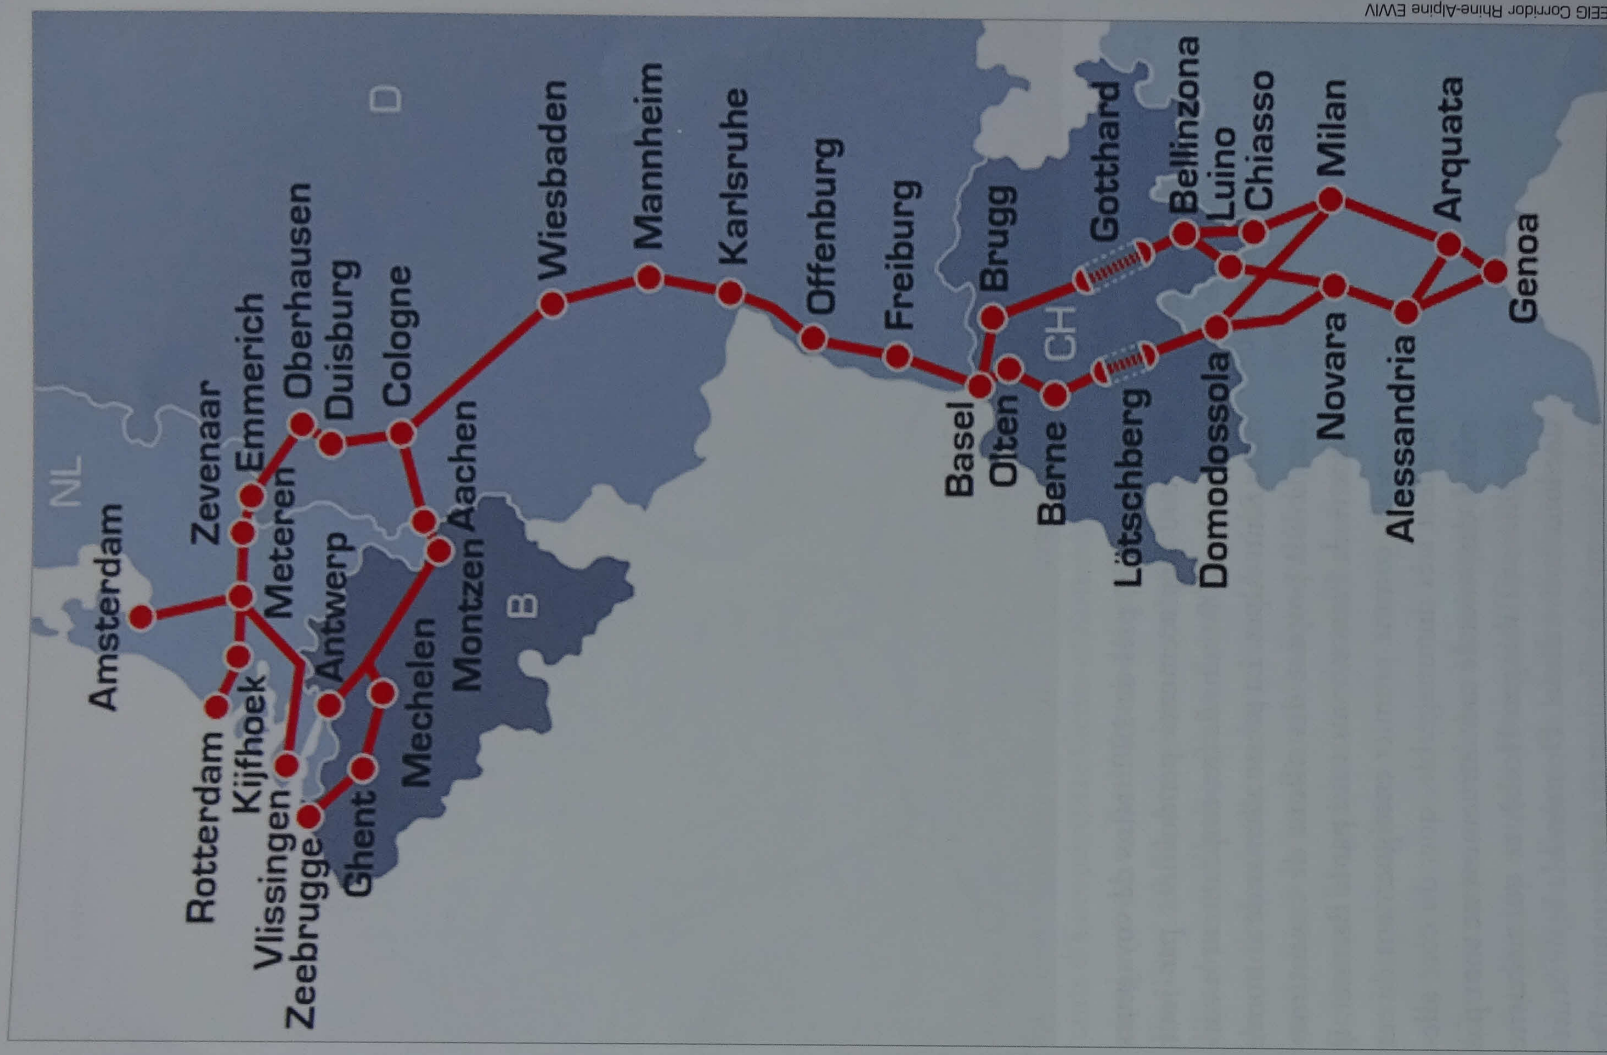 EEIG Corridor Rhine-Alpine EWIV
NL
Amsterdam
Zevenaar
Emmerich
Oberhausen
Duisburg
Cologne
D
Rotterdam
Kijfhoek
Meteren
Vlissingen
Zeebrugge
Antwerp
Ghent
Mechelen
Montzen
Aachen
B
Wiesbaden
Mannheim
Karlsruhe
Offenburg
Freiburg
Basel
Brugg
Olten
Berne
CH
Gotthard
Lötschberg
Bellinzona
Luino
Chiasso
Domodossola
Milan
Novara
Arquata
Alessandria
Genoa